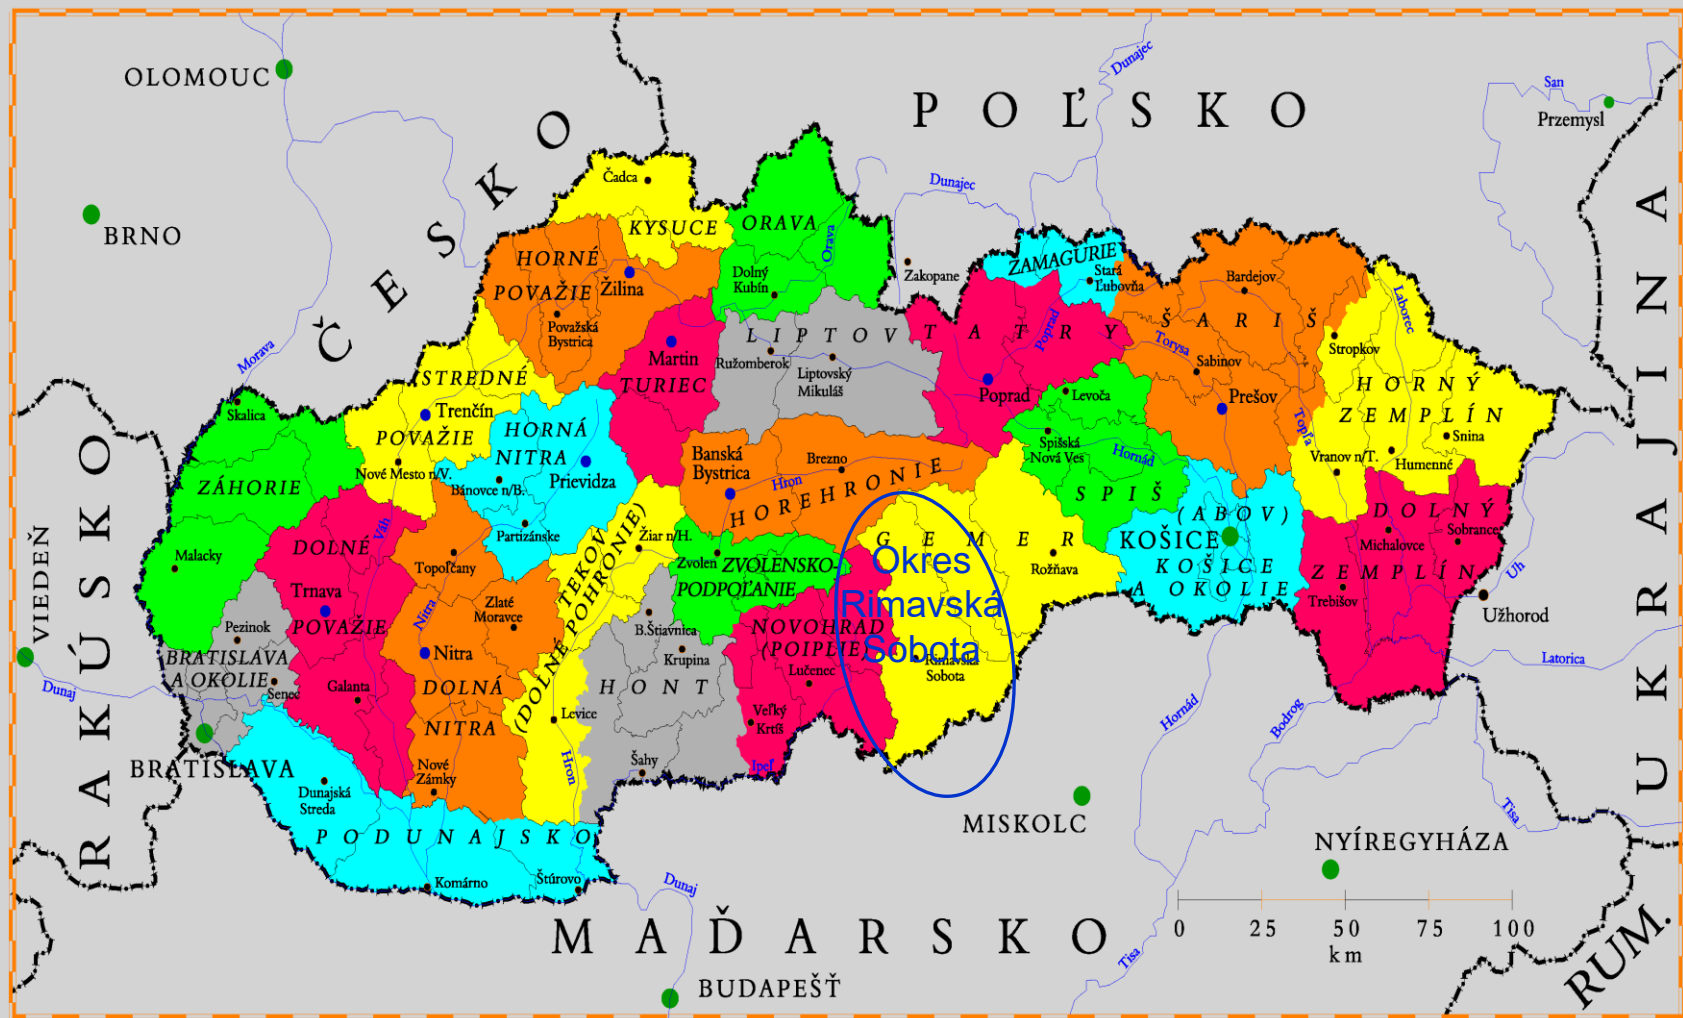 OLOMOUC
BRNO
ČESKO
POĽSKO
Dunajec
San
Przemysl
Dunajec
Zakopane
UKRAJINA
RAKÚSKO
VIEDEŇ
Dunaj
Morava
Čadca
KYSUCE
ORAVA
Orava
Dolný
Kubín
HORNÉ
POVAŽIE
Žilina
Považská
Bystrica
Martin
TURIEC
LIPTOV
Ružomberok
Liptovský
Mikuláš
TATRY
Poprad
Poprad
ZAMAGURIE
Stará
Ľubovňa
ŠARIŠ
Bardejov
Torysa
Sabinov
Prešov
Topľa
Laborec
Stropkov
HORNÝ
ZEMPLÍN
Snina
Vranov n/T.
Humenné
STREDNÉ
Trenčín
POVAŽIE
Nové Mesto n/V.
HORNÁ
NITRA
Bánovce n/B.
Prievidza
Partizánske
Skalica
ZÁHORIE
Malacky
Banská
Bystrica
Brezno
Hron
HOREHRONIE
Levoča
Spišská
Nová Ves
Hornád
SPIŠ
(ABOV)
KOŠICE
KOŠICE
A OKOLIE
DOLNÝ
Sobrance
Michalovce
ZEMPLÍN
Trebišov
Uh
Užhorod
Latorica
DOLNÉ
Váh
Trnava
POVAŽIE
Galanta
Topoľčany
Zlaté
Moravce
Nitra
Nitra
DOLNÁ
NITRA
Nové
Zámky
TEKOV
(DOLNÉ POHRONIE)
Žiar n/H.
Levice
Hron
Zvolen
ZVOLENSKO-
PODPOĽANIE
B.Štiavnica
Krupina
HONT
Šahy
NOVOHRAD
(POIPLIE)
Lučenec
Veľký
Krtíš
Ipeľ
GEMER
Rožňava
Okres
Rimavská
Sobota
Rimavská
Sobota
Pezinok
BRATISLAVA
A OKOLIE
Senec
BRATISLAVA
Dunajská
Streda
PODUNAJSKO
Komárno
Štúrovo
Dunaj
MAĎARSKO
BUDAPEŠŤ
MISKOLC
Hornád
Bodrog
Tisa
Tisa
NYÍREGYHÁZA
0 25 50 75 100
km
RUM.